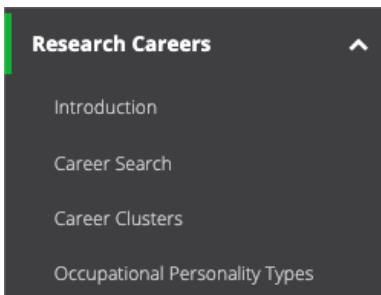 Research Careers
Introduction
Career Search
Career Clusters
Occupational Personality Types